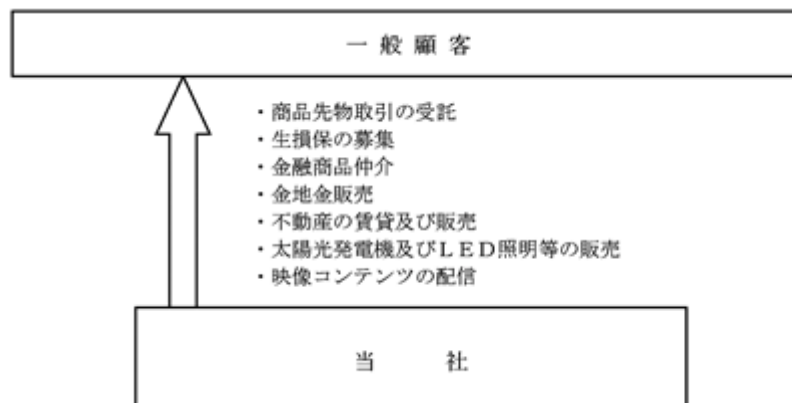 一般顧客
・商品先物取引の受託
・生損保の募集
・金融商品仲介
・金地金販売
・不動産の賃貸及び販売
・太陽光発電機及びＬＥＤ照明等の販売
・映像コンテンツの配信
当社